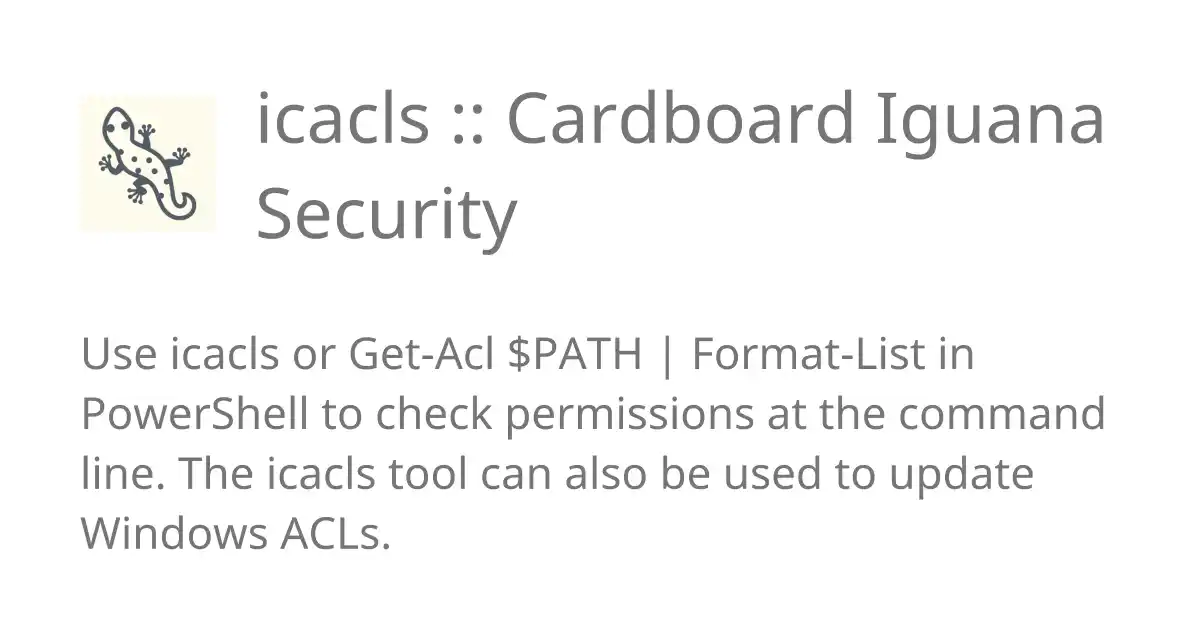 icacls :: Cardboard Iguana
Security
Use icacls or Get-Acl $PATH | Format-List in
PowerShell to check permissions at the command
line. The icacls tool can also be used to update
Windows ACLs.